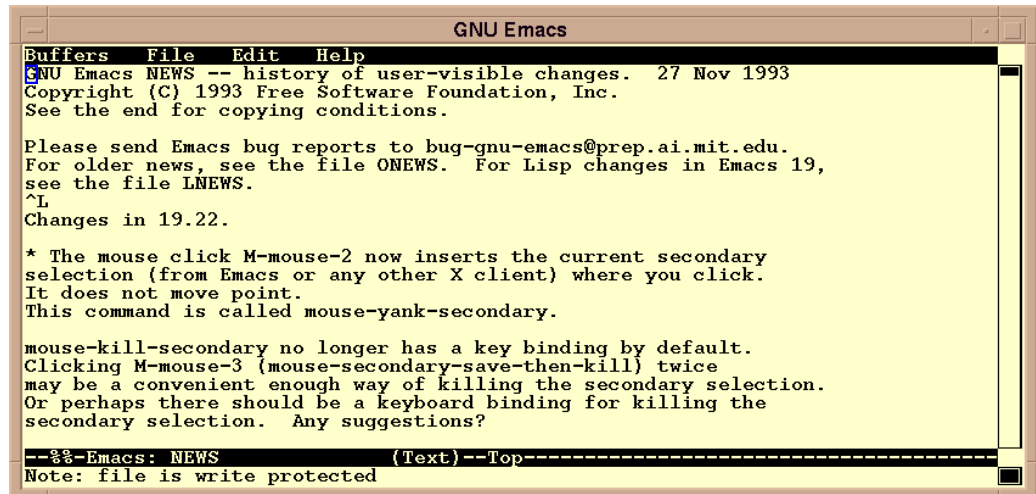 GNU Emacs
Buffers File Edit Help
GNU Emacs NEWS -- history of user-visible changes.  27 Nov 1993
Copyright (C) 1993 Free Software Foundation, Inc.
See the end for copying conditions.
Please send Emacs bug reports to bug-gnu-emacs@prep.ai.mit.edu.
For older news, see the file ONEWS.  For Lisp changes in Emacs 19,
see the file LNEWS.
^L
Changes in 19.22.
* The mouse click M-mouse-2 now inserts the current secondary
selection (from Emacs or any other X client) where you click.
It does not move point.
This command is called mouse-yank-secondary.
mouse-kill-secondary no longer has a key binding by default.
Clicking M-mouse-3 (mouse-secondary-save-then-kill) twice
may be a convenient enough way of killing the secondary selection.
Or perhaps there should be a keyboard binding for killing the
secondary selection.  Any suggestions?
--%%-Emacs: NEWS                (Text)--Top---------------------------------------
Note: file is write protected